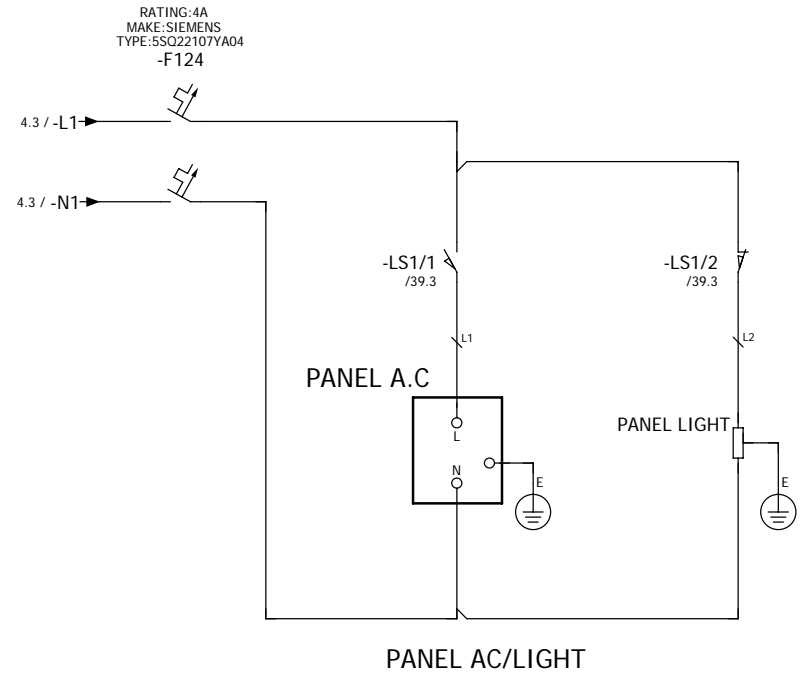 RATING:4A
MAKE:SIEMENS
TYPE:5SQ22107YA04
-F124
4.3 / -L1
4.3 / -N1
-LS1/1
/39.3
-LS1/2
/39.3
L1
L2
PANEL A.C
PANEL LIGHT
L
N
E
E
PANEL AC/LIGHT